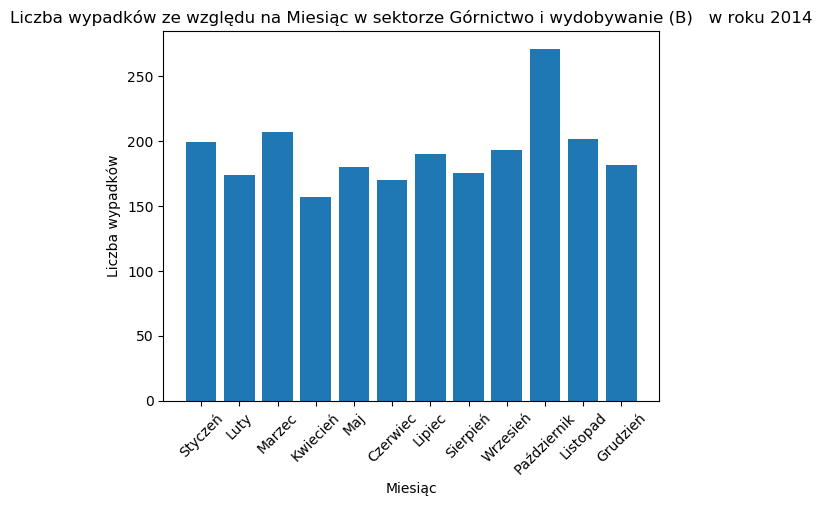 Liczba wypadków ze względu na Miesiąc w sektorze Górnictwo i wydobywanie (B)   w roku 2014
250
200
150
100
50
0
Liczba wypadków
Styczeń
Luty
Marzec
Kwiecień
Maj
Czerwiec
Lipiec
Sierpień
Wrzesień
Październik
Listopad
Grudzień
Miesiąc